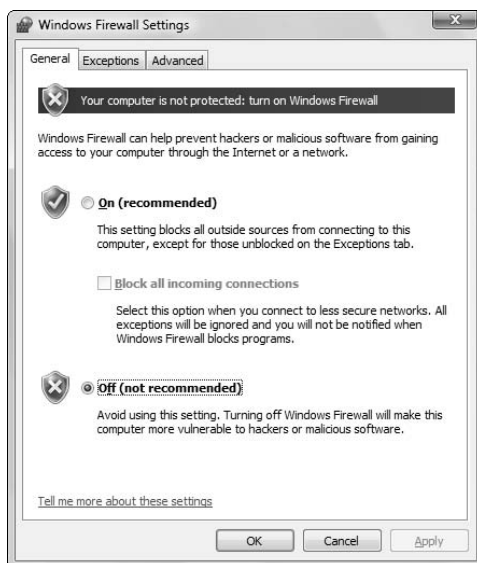 Windows Firewall Settings
General Exceptions Advanced
Your computer is not protected: turn on Windows Firewall
Windows Firewall can help prevent hackers or malicious software from gaining
access to your computer through the Internet or a network.
On (recommended)
This setting blocks all outside sources from connecting to this
computer, except for those unblocked on the Exceptions tab.
Block all incoming connections
Select this option when you connect to less secure networks. All
exceptions will be ignored and you will not be notified when
Windows Firewall blocks programs.
Off (not recommended)
Avoid using this setting. Turning off Windows Firewall will make this
computer more vulnerable to hackers or malicious software.
Tell me more about these settings
OK Cancel Apply